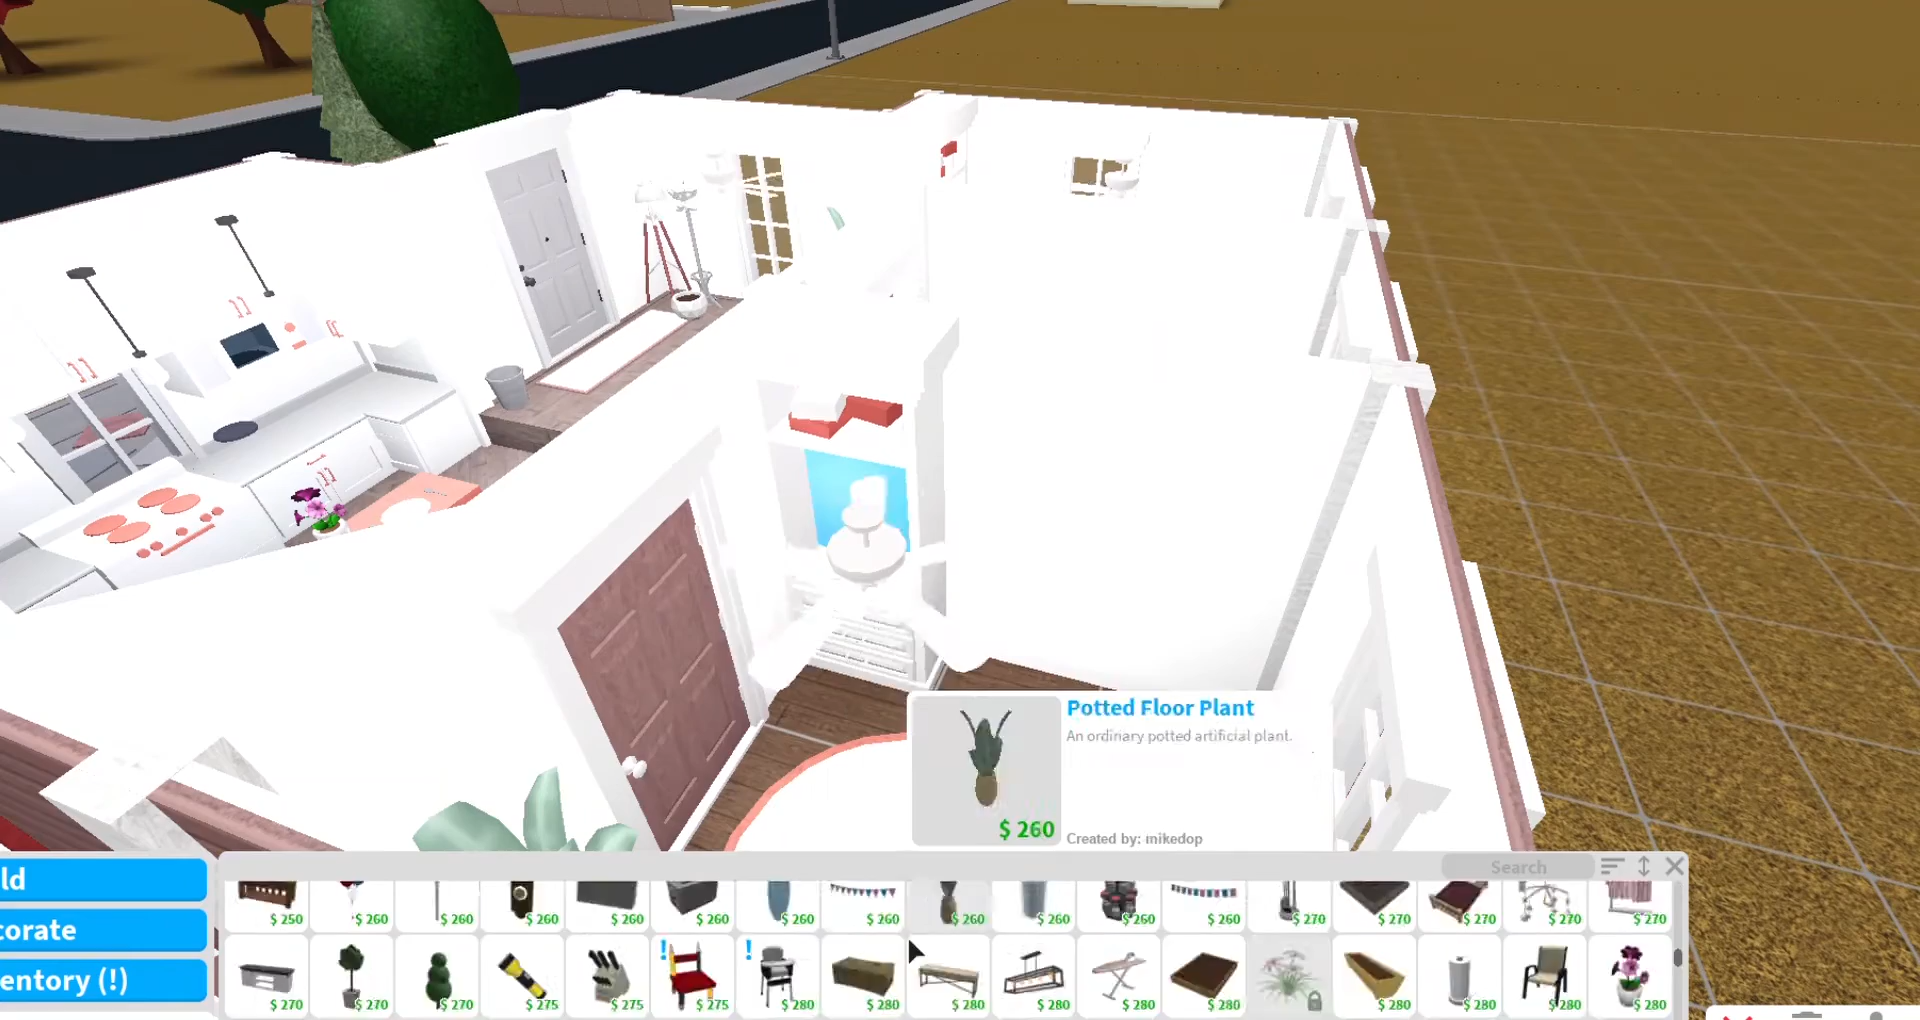 Potted Floor Plant
An ordinary potted artificial plant.
$ 260
Created by: mikedop
Search
ld
corate
entory (!)
$ 250 $ 260 $ 260 $ 260 $ 260 $ 260 $ 260 $ 260 $ 260 $ 260 $ 260 $ 260 $ 270 $ 270 $ 270 $ 270 $ 270
! !
$ 270 $ 270 $ 270 $ 275 $ 275 $ 275 $ 280 $ 280 $ 280 $ 280 $ 280 $ 280 $ 280 $ 280 $ 280 $ 280